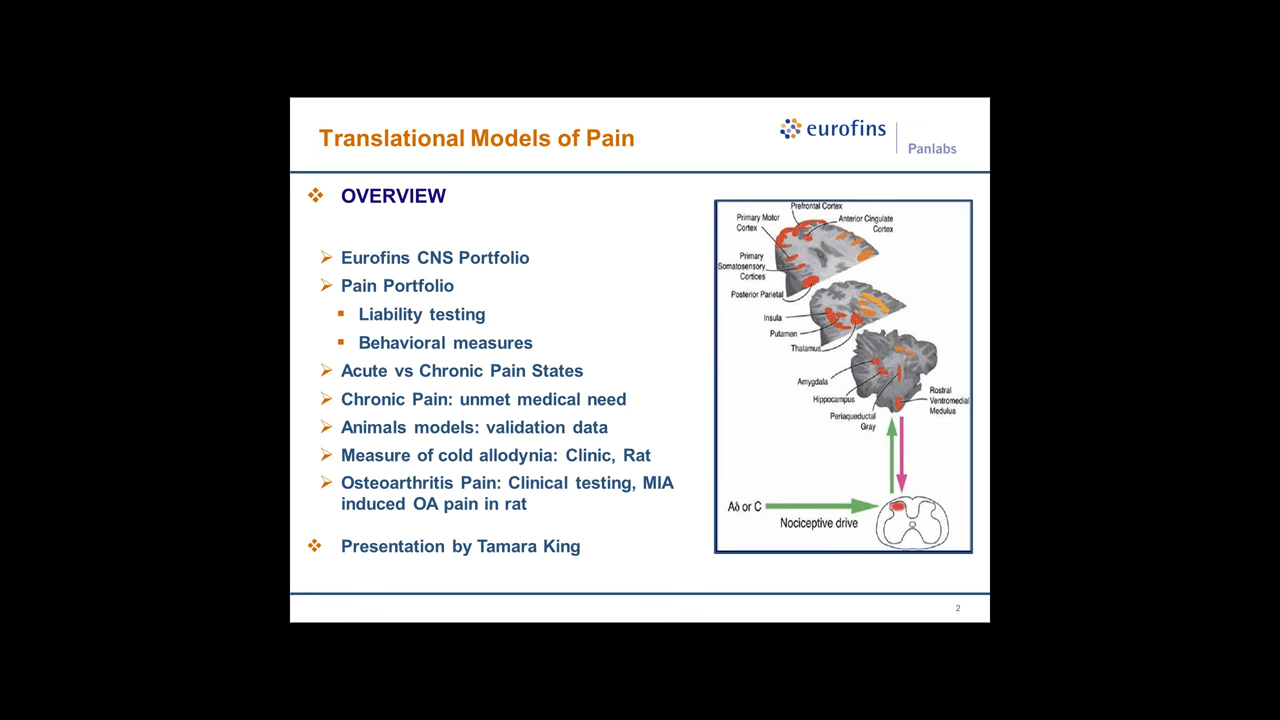 Translational Models of Pain
eurofins
Panlabs
OVERVIEW
Eurofins CNS Portfolio
Pain Portfolio
Liability testing
Behavioral measures
Acute vs Chronic Pain States
Chronic Pain: unmet medical need
Animals models: validation data
Measure of cold allodynia: Clinic, Rat
Osteoarthritis Pain: Clinical testing, MIA
induced OA pain in rat
Presentation by Tamara King
Prefrontal Cortex
Primary Motor
Cortex
Anterior Cingulate
Cortex
Primary
Somatosensory
Cortices
Posterior Parietal
Insula
Putamen
Thalamus
Amygdala
Hippocampus
Periaqueductal
Gray
Rostral
Ventromedial
Medulus
Aδ or C
Nociceptive drive
2